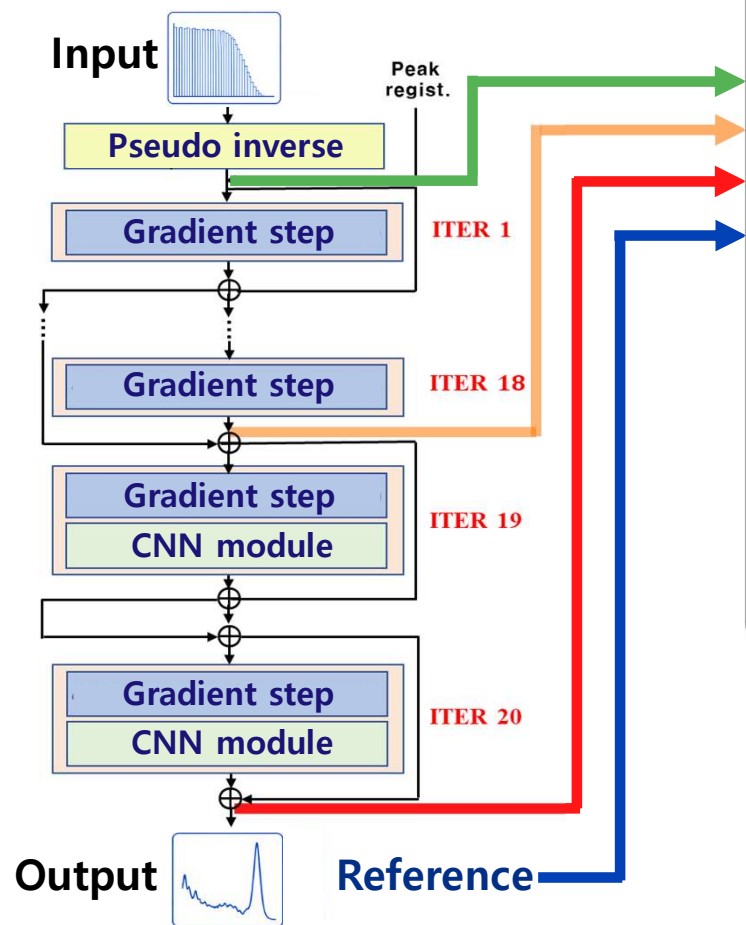 Input
Peak
regist.
Pseudo inverse
Gradient step
ITER 1
Gradient step
ITER 18
Gradient step
CNN module
ITER 19
Gradient step
CNN module
ITER 20
Output
Reference